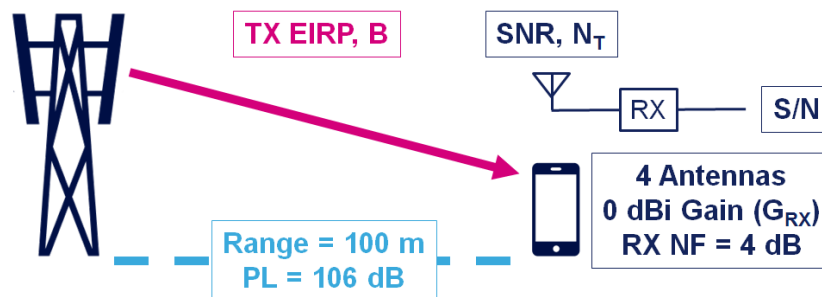 TX EIRP, B
SNR, N_T
RX
S/N
4 Antennas
0 dBi Gain (G_RX)
RX NF = 4 dB
Range = 100 m
PL = 106 dB